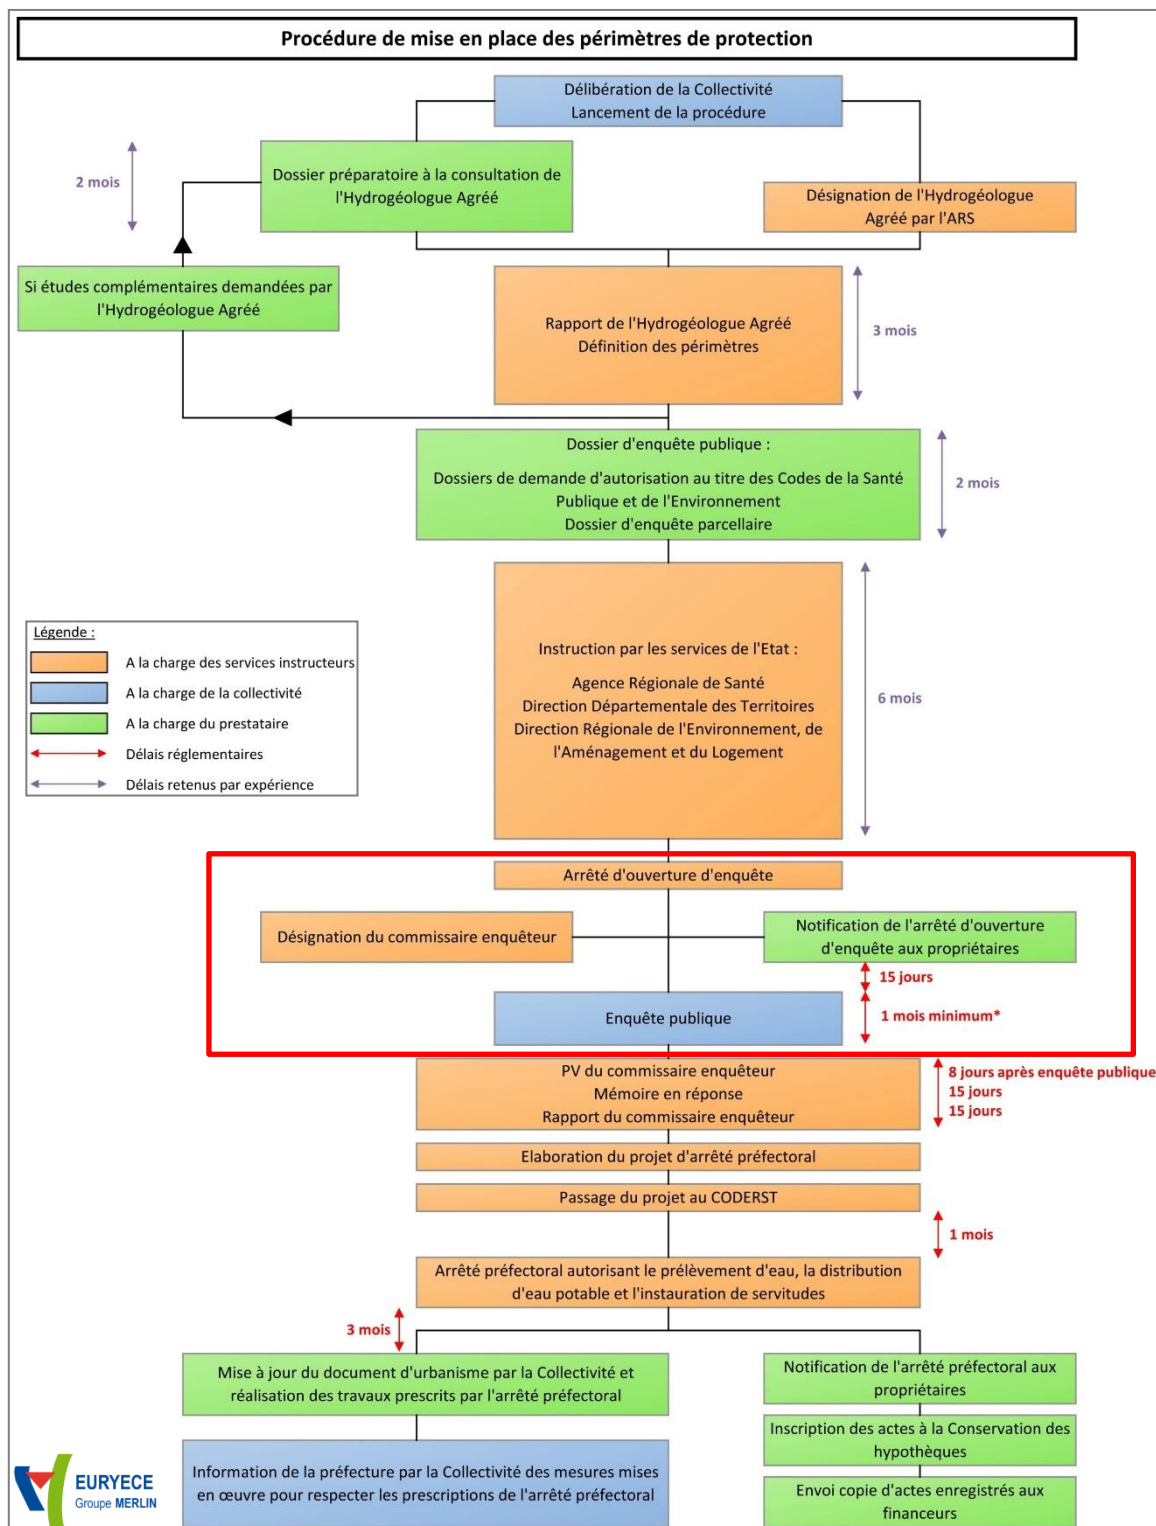 Procédure de mise en place des périmètres de protection
Délibération de la Collectivité
Lancement de la procédure
2 mois
Dossier préparatoire à la consultation de
l'Hydrogéologue Agréé
Désignation de l'Hydrogéologue
Agréé par l'ARS
Si études complémentaires demandées par
l'Hydrogéologue Agréé
Rapport de l'Hydrogéologue Agréé
Définition des périmètres
3 mois
Dossier d'enquête publique :
Dossiers de demande d'autorisation au titre des Codes de la Santé
Publique et de l'Environnement
Dossier d'enquête parcellaire
2 mois
Légende :
A la charge des services instructeurs
A la charge de la collectivité
A la charge du prestataire
Délais réglementaires
Délais retenus par expérience
Instruction par les services de l'Etat :
Agence Régionale de Santé
Direction Départementale des Territoires
Direction Régionale de l'Environnement, de
l'Aménagement et du Logement
6 mois
Arrêté d'ouverture d'enquête
Désignation du commissaire enquêteur
Notification de l'arrêté d'ouverture
d'enquête aux propriétaires
15 jours
Enquête publique
1 mois minimum*
PV du commissaire enquêteur
Mémoire en réponse
Rapport du commissaire enquêteur
8 jours après enquête publique
15 jours
15 jours
Elaboration du projet d'arrêté préfectoral
Passage du projet au CODERST
1 mois
Arrêté préfectoral autorisant le prélèvement d'eau, la distribution
d'eau potable et l'instauration de servitudes
3 mois
Mise à jour du document d'urbanisme par la Collectivité et
réalisation des travaux prescrits par l'arrêté préfectoral
Notification de l'arrêté préfectoral aux
propriétaires
Inscription des actes à la Conservation des
hypothèques
Information de la préfecture par la Collectivité des mesures mises
en œuvre pour respecter les prescriptions de l'arrêté préfectoral
Envoi copie d'actes enregistrés aux
financeurs
EURYECE
Groupe MERLIN